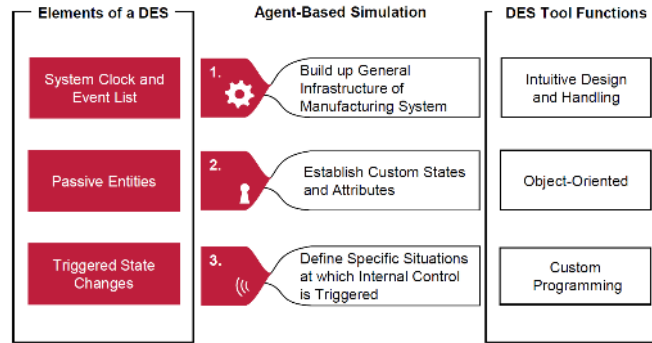 Elements of a DES
Agent-Based Simulation
DES Tool Functions
System Clock and
Event List
1.
Build up General
Infrastructure of
Manufacturing System
Intuitive Design
and Handling
Passive Entities
2.
Establish Custom States
and Attributes
Object-Oriented
Triggered State
Changes
3.
Define Specific Situations
at which Internal Control
is Triggered
Custom
Programming